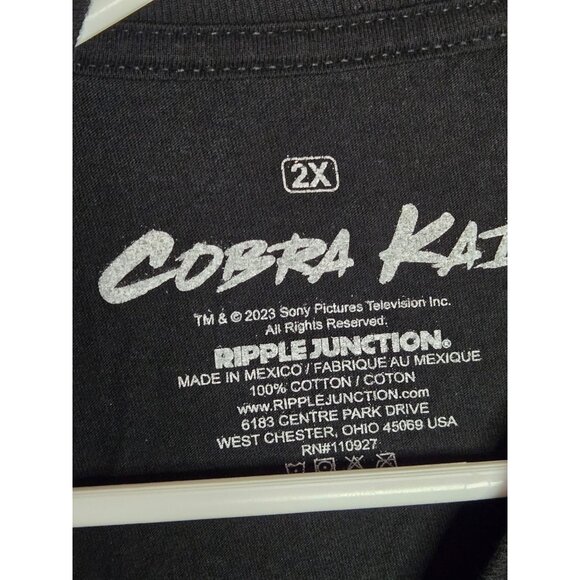 2X
COBRA KAI
TM & © 2023 Sony Pictures Television Inc.
All Rights Reserved.
RIPPLE JUNCTION®
MADE IN MEXICO / FABRIQUE AU MEXIQUE
100% COTTON / COTON
www.RIPPLEJUNCTION.com
6183 CENTRE PARK DRIVE
WEST CHESTER, OHIO 45069 USA
RN#110927